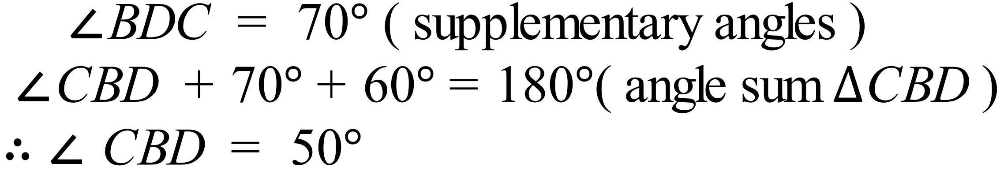 ∠BDC = 70° ( supplementary angles )
∠CBD + 70° + 60° = 180°( angle sum ΔCBD )
∴ ∠ CBD = 50°